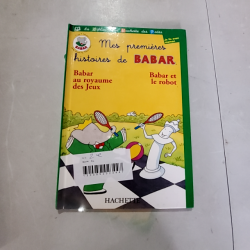 Mes premières
histoires de BABAR
Babar
au royaume
des Jeux
Babar et
le robot
HACHETTE